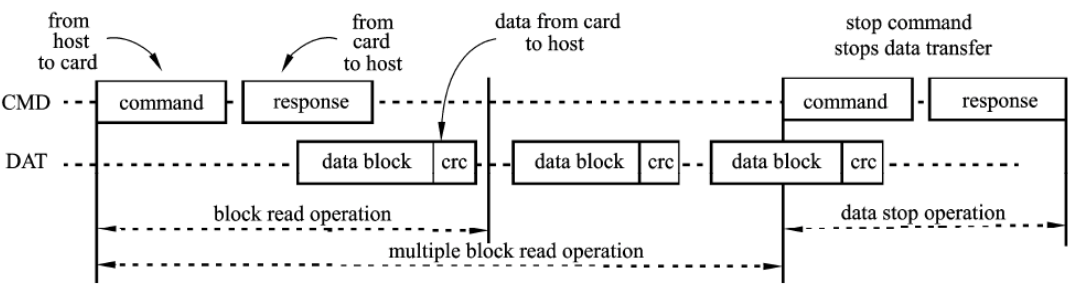 from
host
to card
from
card
to host
data from card
to host
stop command
stops data transfer
CMD
command
response
command
response
DAT
data block
crc
data block
crc
data block
crc
block read operation
data stop operation
multiple block read operation